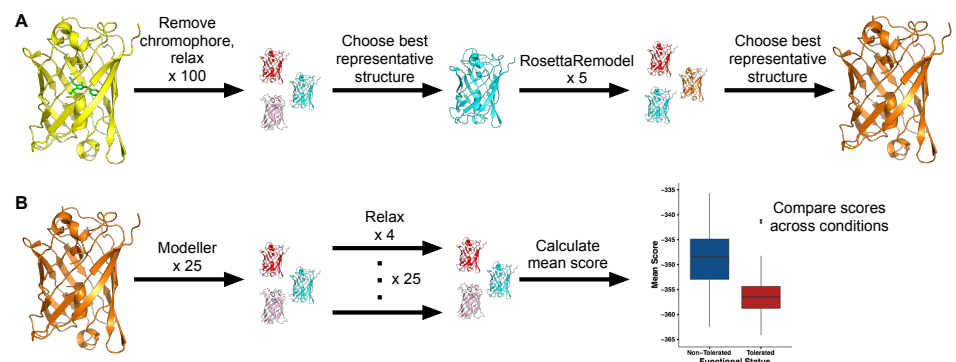 A
Remove
chromophore,
relax
x 100
Choose best
representative
structure
RosettaRemodel
x 5
Choose best
representative
structure
B
Modeller
x 25
Relax
x 4
x 25
Calculate
mean score
Mean Score
−335
−340
−345
−350
−355
−360
−365
Non−Tolerated
Tolerated
Functional Status
Compare scores
across conditions